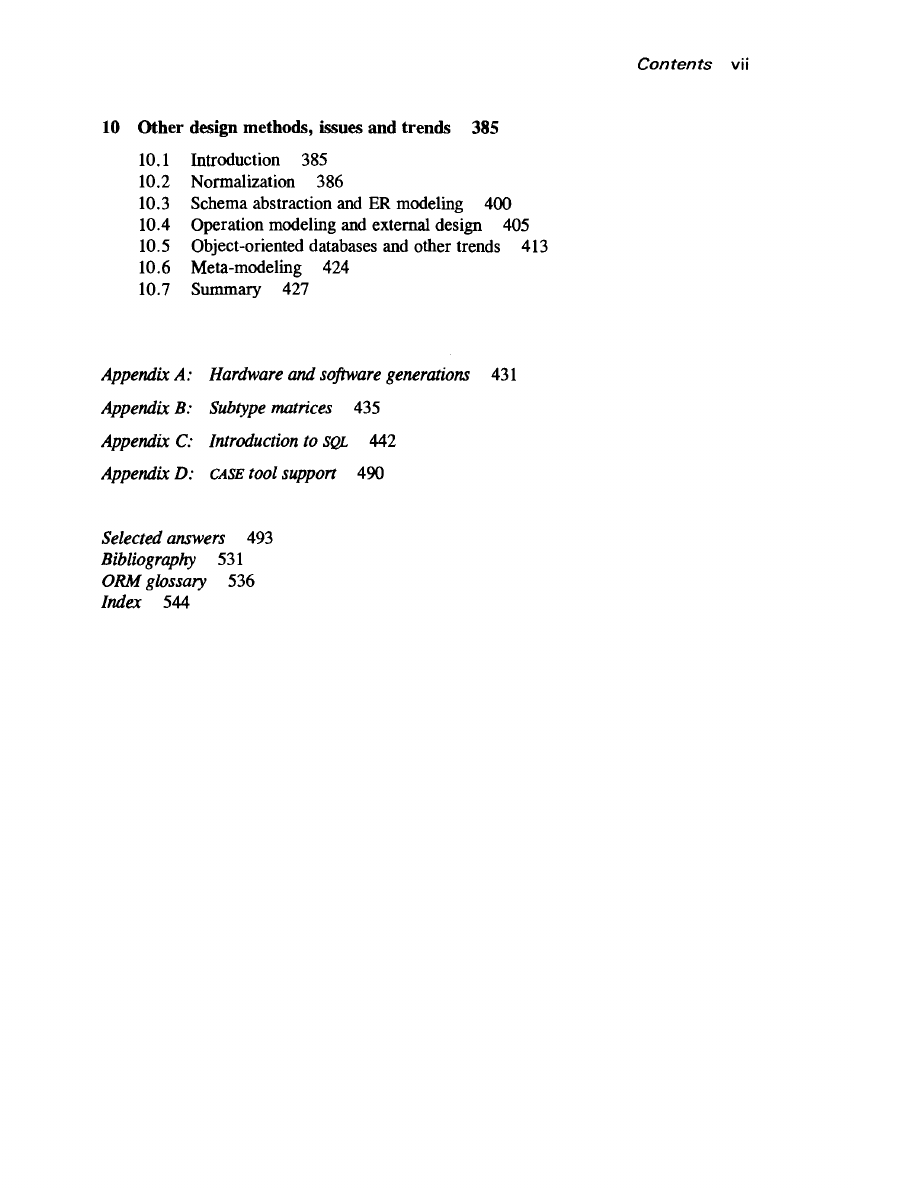 Contents vii
10 Other design methods, issues and trends 385
10.1 Introduction 385
10.2 Normalization 386
10.3 Schema abstraction and ER modeling 400
10.4 Operation modeling and external design 405
10.5 Object-oriented databases and other trends 413
10.6 Meta-modeling 424
10.7 Summary 427
Appendix A: Hardware and software generations 431
Appendix B: Subtype matrices 435
Appendix C: Introduction to SQL 442
Appendix D: CASE tool support 490
Selected answers 493
Bibliography 531
ORM glossary 536
Index 544